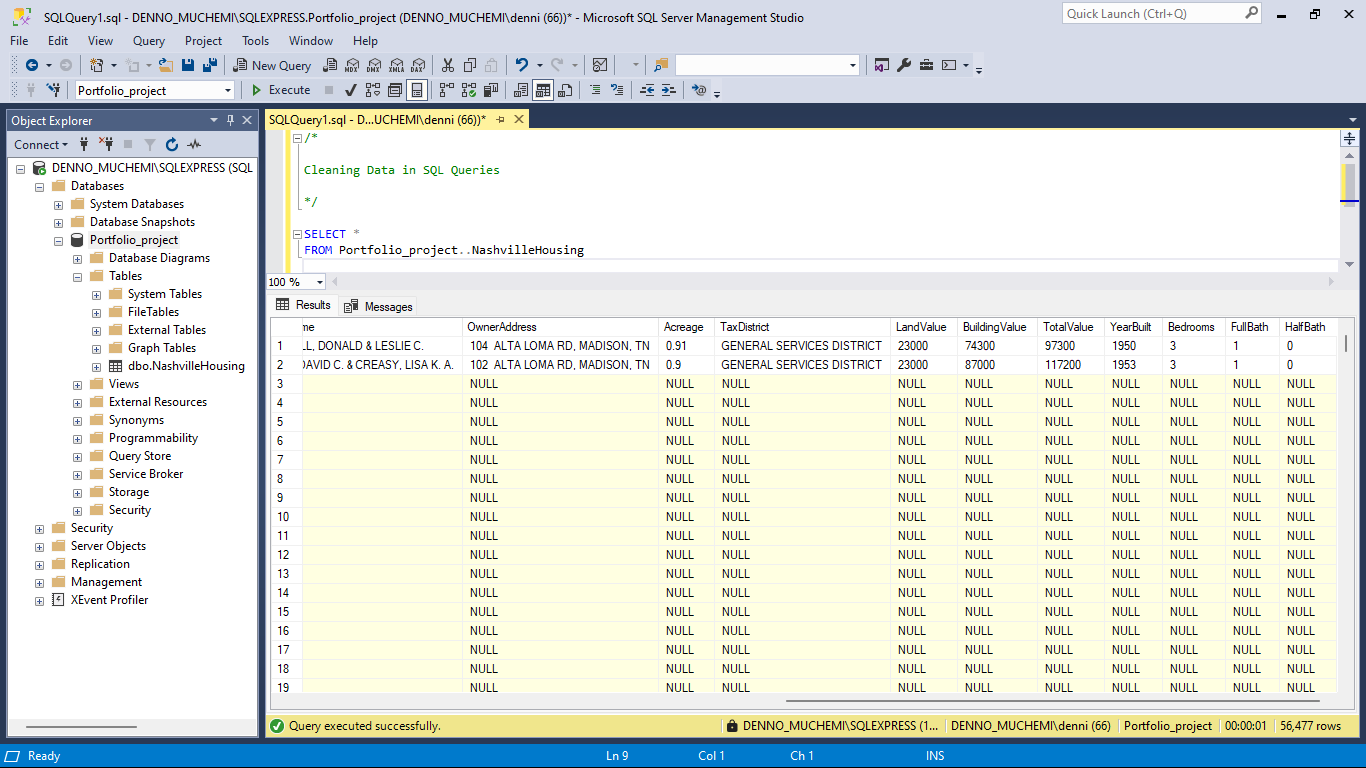 SQLQuery1.sql - DENNO_MUCHEMI\SQLEXPRESS.Portfolio_project (DENNO_MUCHEMI\denni (66))* - Microsoft SQL Server Management Studio
Quick Launch (Ctrl+Q)
File Edit View Query Project Tools Window Help
New Query MDX DMX XMLA DAX
Portfolio_project Execute
Object Explorer
Connect
DENNO_MUCHEMI\SQLEXPRESS (SQL
Databases
System Databases
Database Snapshots
Portfolio_project
Database Diagrams
Tables
System Tables
FileTables
External Tables
Graph Tables
dbo.NashvilleHousing
Views
External Resources
Synonyms
Programmability
Query Store
Service Broker
Storage
Security
Security
Server Objects
Replication
Management
XEvent Profiler
SQLQuery1.sql - D...UCHEMI\denni (66))*
/*
Cleaning Data in SQL Queries
*/
SELECT *
FROM Portfolio_project..NashvilleHousing
100 %
Results Messages
me OwnerAddress Acreage TaxDistrict LandValue BuildingValue TotalValue YearBuilt Bedrooms FullBath HalfBath
1 LL, DONALD & LESLIE C. 104 ALTA LOMA RD, MADISON, TN 0.91 GENERAL SERVICES DISTRICT 23000 74300 97300 1950 3 1 0
2 DAVID C. & CREASY, LISA K. A. 102 ALTA LOMA RD, MADISON, TN 0.9 GENERAL SERVICES DISTRICT 23000 87000 117200 1953 3 1 0
3 NULL NULL NULL NULL NULL NULL NULL NULL NULL NULL
4 NULL NULL NULL NULL NULL NULL NULL NULL NULL NULL
5 NULL NULL NULL NULL NULL NULL NULL NULL NULL NULL
6 NULL NULL NULL NULL NULL NULL NULL NULL NULL NULL
7 NULL NULL NULL NULL NULL NULL NULL NULL NULL NULL
8 NULL NULL NULL NULL NULL NULL NULL NULL NULL NULL
9 NULL NULL NULL NULL NULL NULL NULL NULL NULL NULL
10 NULL NULL NULL NULL NULL NULL NULL NULL NULL NULL
11 NULL NULL NULL NULL NULL NULL NULL NULL NULL NULL
12 NULL NULL NULL NULL NULL NULL NULL NULL NULL NULL
13 NULL NULL NULL NULL NULL NULL NULL NULL NULL NULL
14 NULL NULL NULL NULL NULL NULL NULL NULL NULL NULL
15 NULL NULL NULL NULL NULL NULL NULL NULL NULL NULL
16 NULL NULL NULL NULL NULL NULL NULL NULL NULL NULL
17 NULL NULL NULL NULL NULL NULL NULL NULL NULL NULL
18 NULL NULL NULL NULL NULL NULL NULL NULL NULL NULL
19 NULL NULL NULL NULL NULL NULL NULL NULL NULL NULL
Query executed successfully. DENNO_MUCHEMI\SQLEXPRESS (1... DENNO_MUCHEMI\denni (66) Portfolio_project 00:00:01 56,477 rows
Ready Ln 9 Col 1 Ch 1 INS